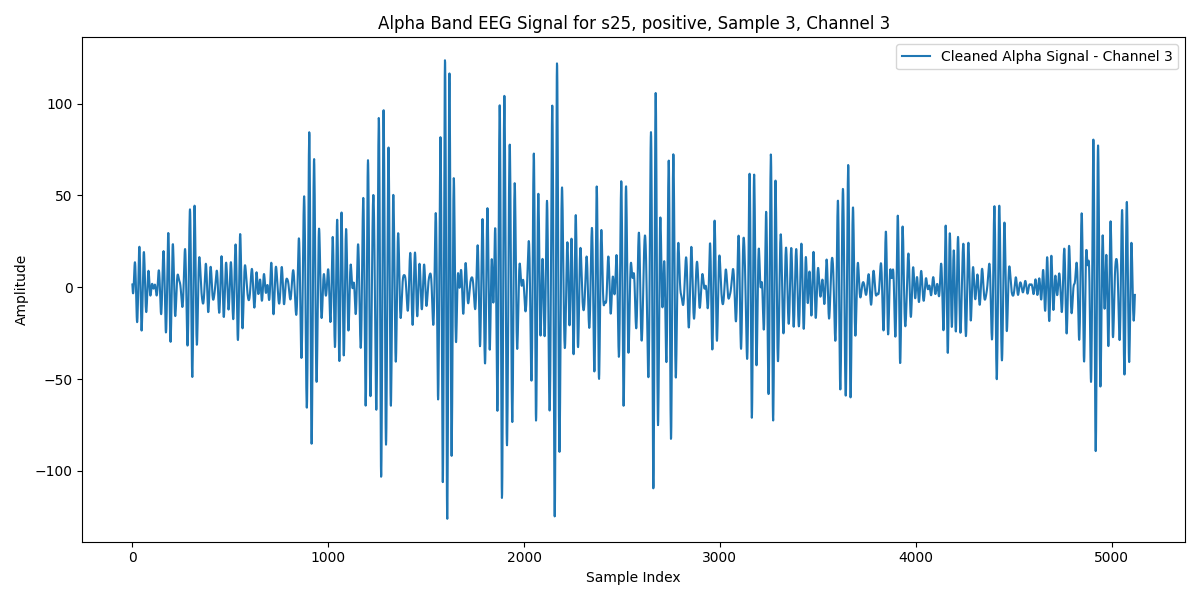 Alpha Band EEG Signal for s25, positive, Sample 3, Channel 3
Cleaned Alpha Signal - Channel 3
Amplitude
100
50
0
−50
−100
0 1000 2000 3000 4000 5000
Sample Index